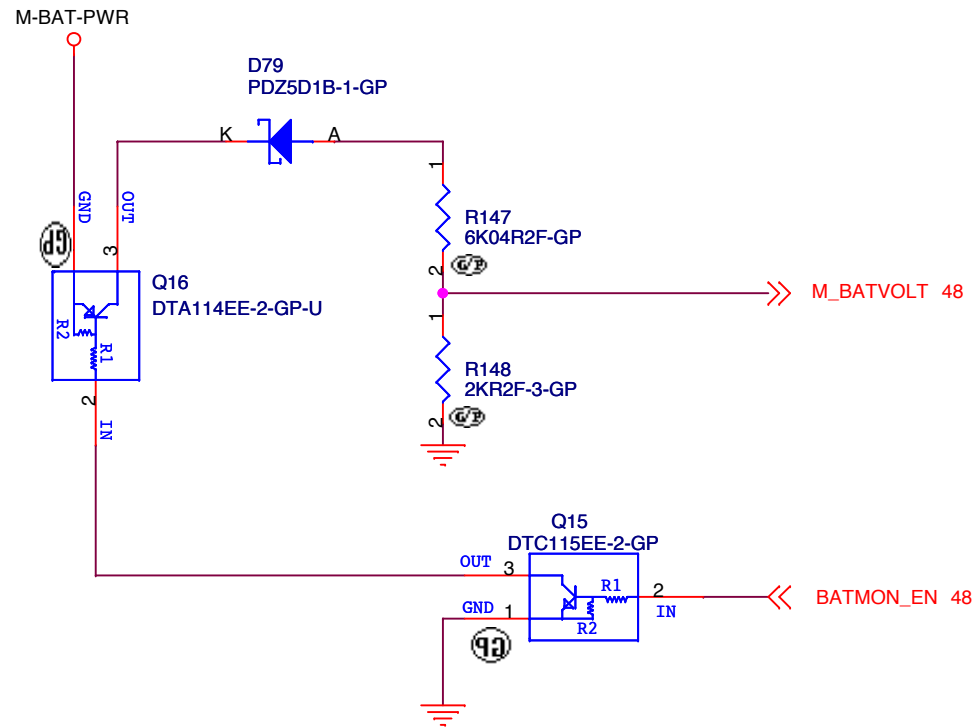 M-BAT-PWR
D79
PDZ5D1B-1-GP
K
A
GND
OUT
GP
3
1
R147
6K04R2F-GP
2
G/P
Q16
DTA114EE-2-GP-U
R2
R1
M_BATVOLT 48
1
R148
2KR2F-3-GP
2
G/P
2
IN
Q15
DTC115EE-2-GP
OUT
3
R1
2
IN
BATMON_EN 48
GND
1
R2
GP